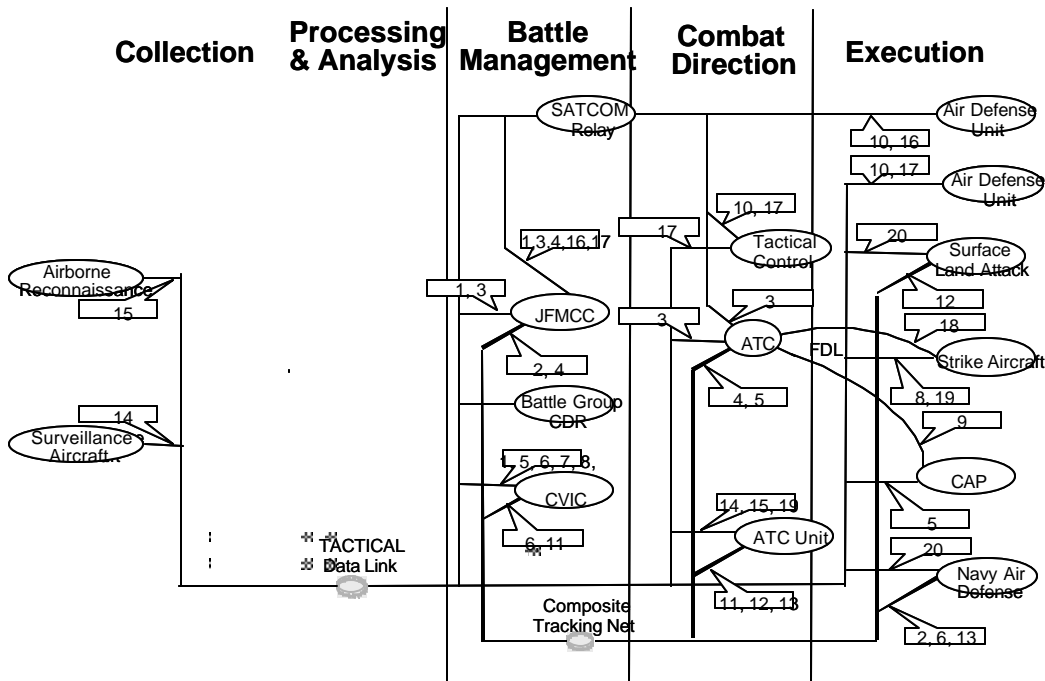 Collection
Processing
& Analysis
Battle
Management
Combat
Direction
Execution
SATCOM
Relay
Air Defense
Unit
10, 16
10, 17
Air Defense
Unit
10, 17
17
Tactical
Control
20
Surface
Land Attack
12
1,3,4,16,17
Airborne
Reconnaissance
15
1, 3
JFMCC
2, 4
3
3
ATC
4, 5
FDL
18
Strike Aircraft
8, 19
9
14
Surveillance
Aircraft
Battle Group
CDR
1, 5, 6, 7, 8,
CVIC
6, 11
CAP
5
14, 15, 19
ATC Unit
11, 12, 13
20
Navy Air
Defense
2, 6, 13
TACTICAL
Data Link
Composite
Tracking Net